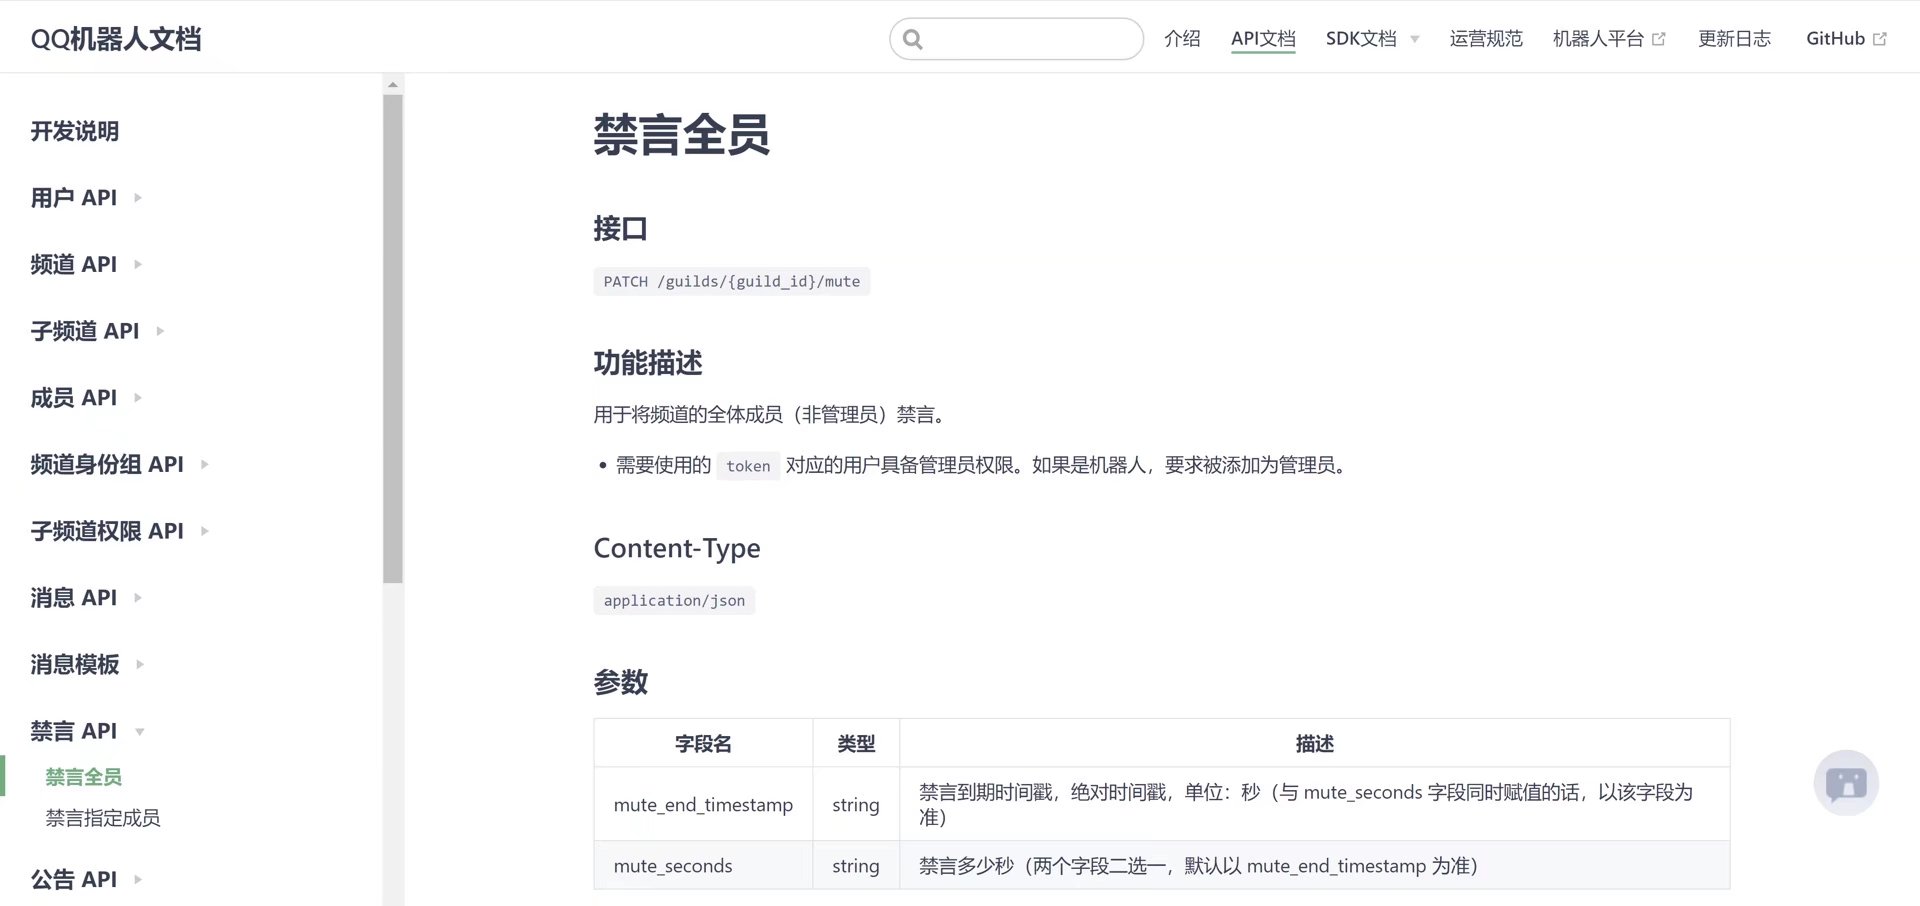 QQ机器人文档
介绍
API文档
SDK文档
运营规范
机器人平台
更新日志
GitHub
开发说明
用户 API
频道 API
子频道 API
成员 API
频道身份组 API
子频道权限 API
消息 API
消息模板
禁言 API
禁言全员
禁言指定成员
公告 API
禁言全员
接口
PATCH /guilds/{guild_id}/mute
功能描述
用于将频道的全体成员（非管理员）禁言。
• 需要使用的 token 对应的用户具备管理员权限。如果是机器人，要求被添加为管理员。
Content-Type
application/json
参数
字段名 类型 描述
mute_end_timestamp string 禁言到期时间戳，绝对时间戳，单位：秒（与 mute_seconds 字段同时赋值的话，以该字段为
准）
mute_seconds string 禁言多少秒（两个字段二选一，默认以 mute_end_timestamp 为准）